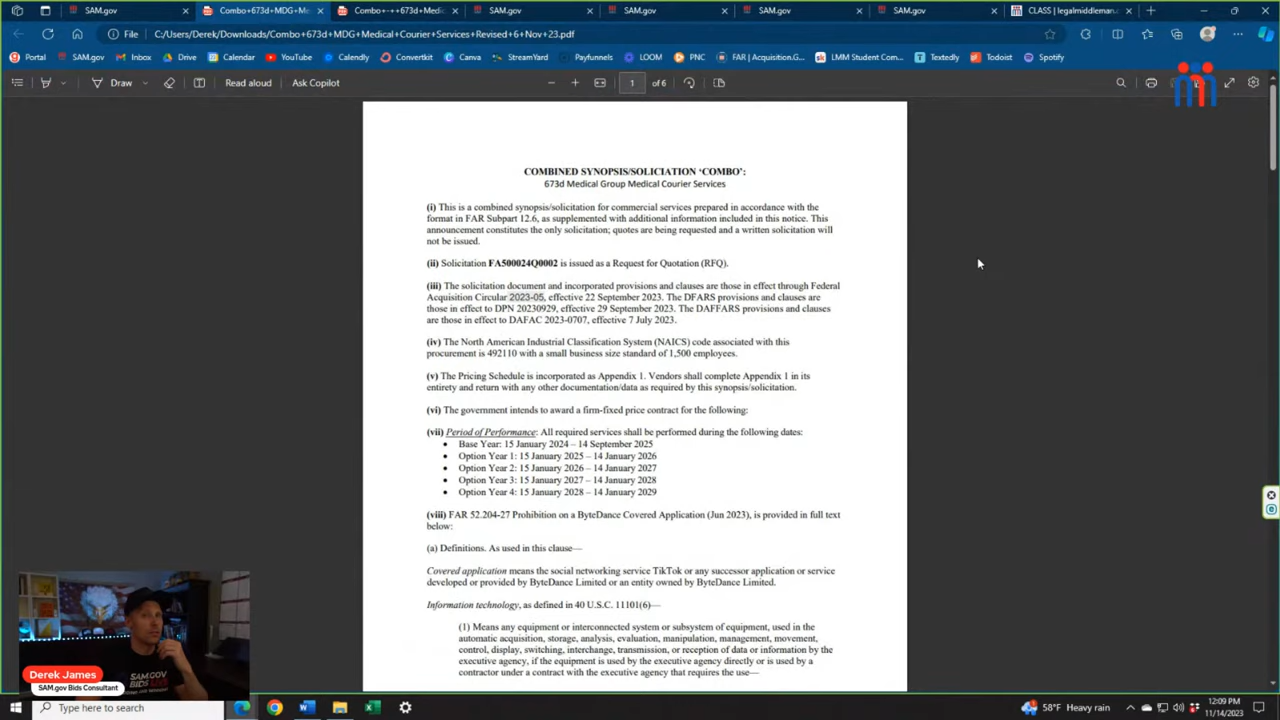 SAM.gov
Combo+673d+MDG+Me
Combo+-++673d+Medic
SAM.gov
SAM.gov
SAM.gov
SAM.gov
CLASS | legalmiddleman.c
File
C:/Users/Derek/Downloads/Combo+673d+MDG+Medical+Courier+Services+Revised+6+Nov+23.pdf
Portal
SAM.gov
Inbox
Drive
Calendar
YouTube
Calendly
Convertkit
Canva
StreamYard
Payfunnels
LOOM
PNC
FAR | Acquisition.G...
LMM Student Com...
Textedly
Todoist
Spotify
Draw
Read aloud
Ask Copilot
1
of 6
COMBINED SYNOPSIS/SOLICIATION ‘COMBO’:
673d Medical Group Medical Courier Services
(i) This is a combined synopsis/solicitation for commercial services prepared in accordance with the
format in FAR Subpart 12.6, as supplemented with additional information included in this notice. This
announcement constitutes the only solicitation; quotes are being requested and a written solicitation will
not be issued.
(ii) Solicitation FA500024Q0002 is issued as a Request for Quotation (RFQ).
(iii) The solicitation document and incorporated provisions and clauses are those in effect through Federal
Acquisition Circular 2023-05, effective 22 September 2023. The DFARS provisions and clauses are
those in effect to DPN 20230929, effective 29 September 2023. The DAFFARS provisions and clauses
are those in effect to DAFAC 2023-0707, effective 7 July 2023.
(iv) The North American Industrial Classification System (NAICS) code associated with this
procurement is 492110 with a small business size standard of 1,500 employees.
(v) The Pricing Schedule is incorporated as Appendix 1. Vendors shall complete Appendix 1 in its
entirety and return with any other documentation/data as required by this synopsis/solicitation.
(vi) The government intends to award a firm-fixed price contract for the following:
(vii) Period of Performance: All required services shall be performed during the following dates:
• Base Year: 15 January 2024 – 14 September 2025
• Option Year 1: 15 January 2025 – 14 January 2026
• Option Year 2: 15 January 2026 – 14 January 2027
• Option Year 3: 15 January 2027 – 14 January 2028
• Option Year 4: 15 January 2028 – 14 January 2029
(viii) FAR 52.204-27 Prohibition on a ByteDance Covered Application (Jun 2023), is provided in full text
below:
(a) Definitions. As used in this clause—
Covered application means the social networking service TikTok or any successor application or service
developed or provided by ByteDance Limited or an entity owned by ByteDance Limited.
Information technology, as defined in 40 U.S.C. 11101(6)—
(1) Means any equipment or interconnected system or subsystem of equipment, used in the
automatic acquisition, storage, analysis, evaluation, manipulation, management, movement,
control, display, switching, interchange, transmission, or reception of data or information by the
executive agency, if the equipment is used by the executive agency directly or is used by a
contractor under a contract with the executive agency that requires the use—
SAM.GOV
BIDS
Derek James
SAM.gov Bids Consultant
Type here to search
58°F Heavy rain
12:09 PM
11/14/2023